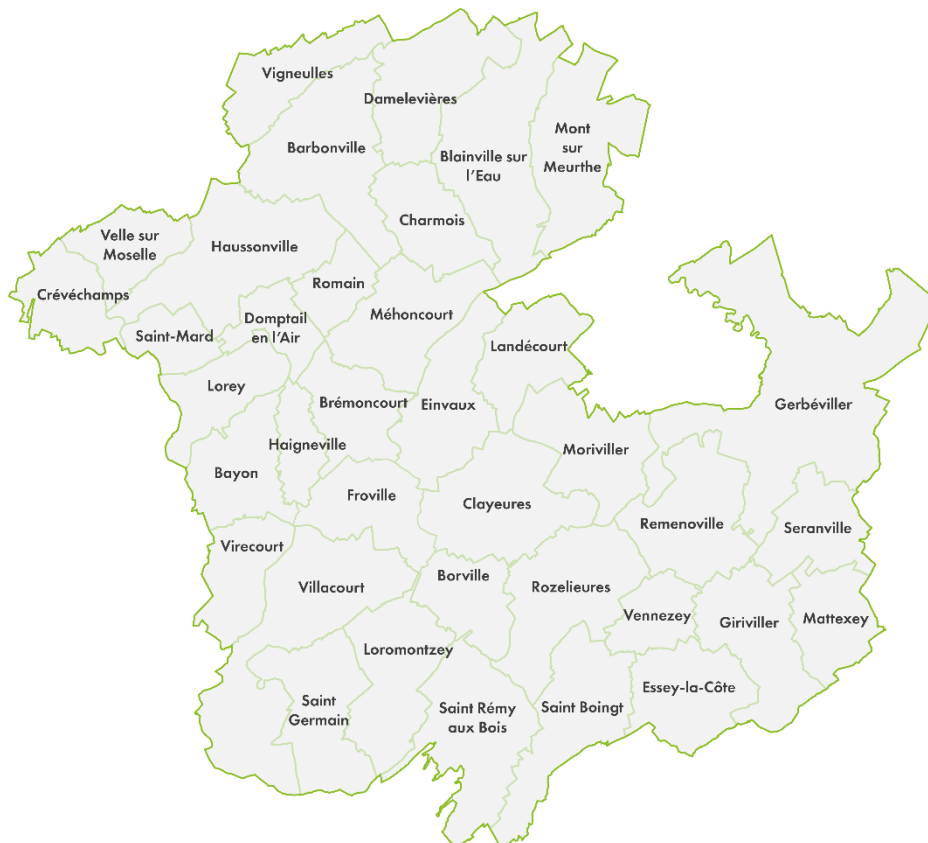 Vigneulles
Damelevières
Barbonville
Mont
sur
Meurthe
Blainville sur
l'Eau
Charmois
Velle sur
Moselle
Haussonville
Crévéchamps
Romain
Domptail
en l'Air
Méhoncourt
Saint-Mard
Landécourt
Lorey
Brémoncourt
Einvaux
Gerbéviller
Haigneville
Bayon
Moriviller
Froville
Clayeures
Remenoville
Seranville
Virecourt
Villacourt
Borville
Rozelieures
Vennezey
Giriviller
Mattexey
Loromontzey
Essey-la-Côte
Saint
Germain
Saint Rémy
aux Bois
Saint Boingt